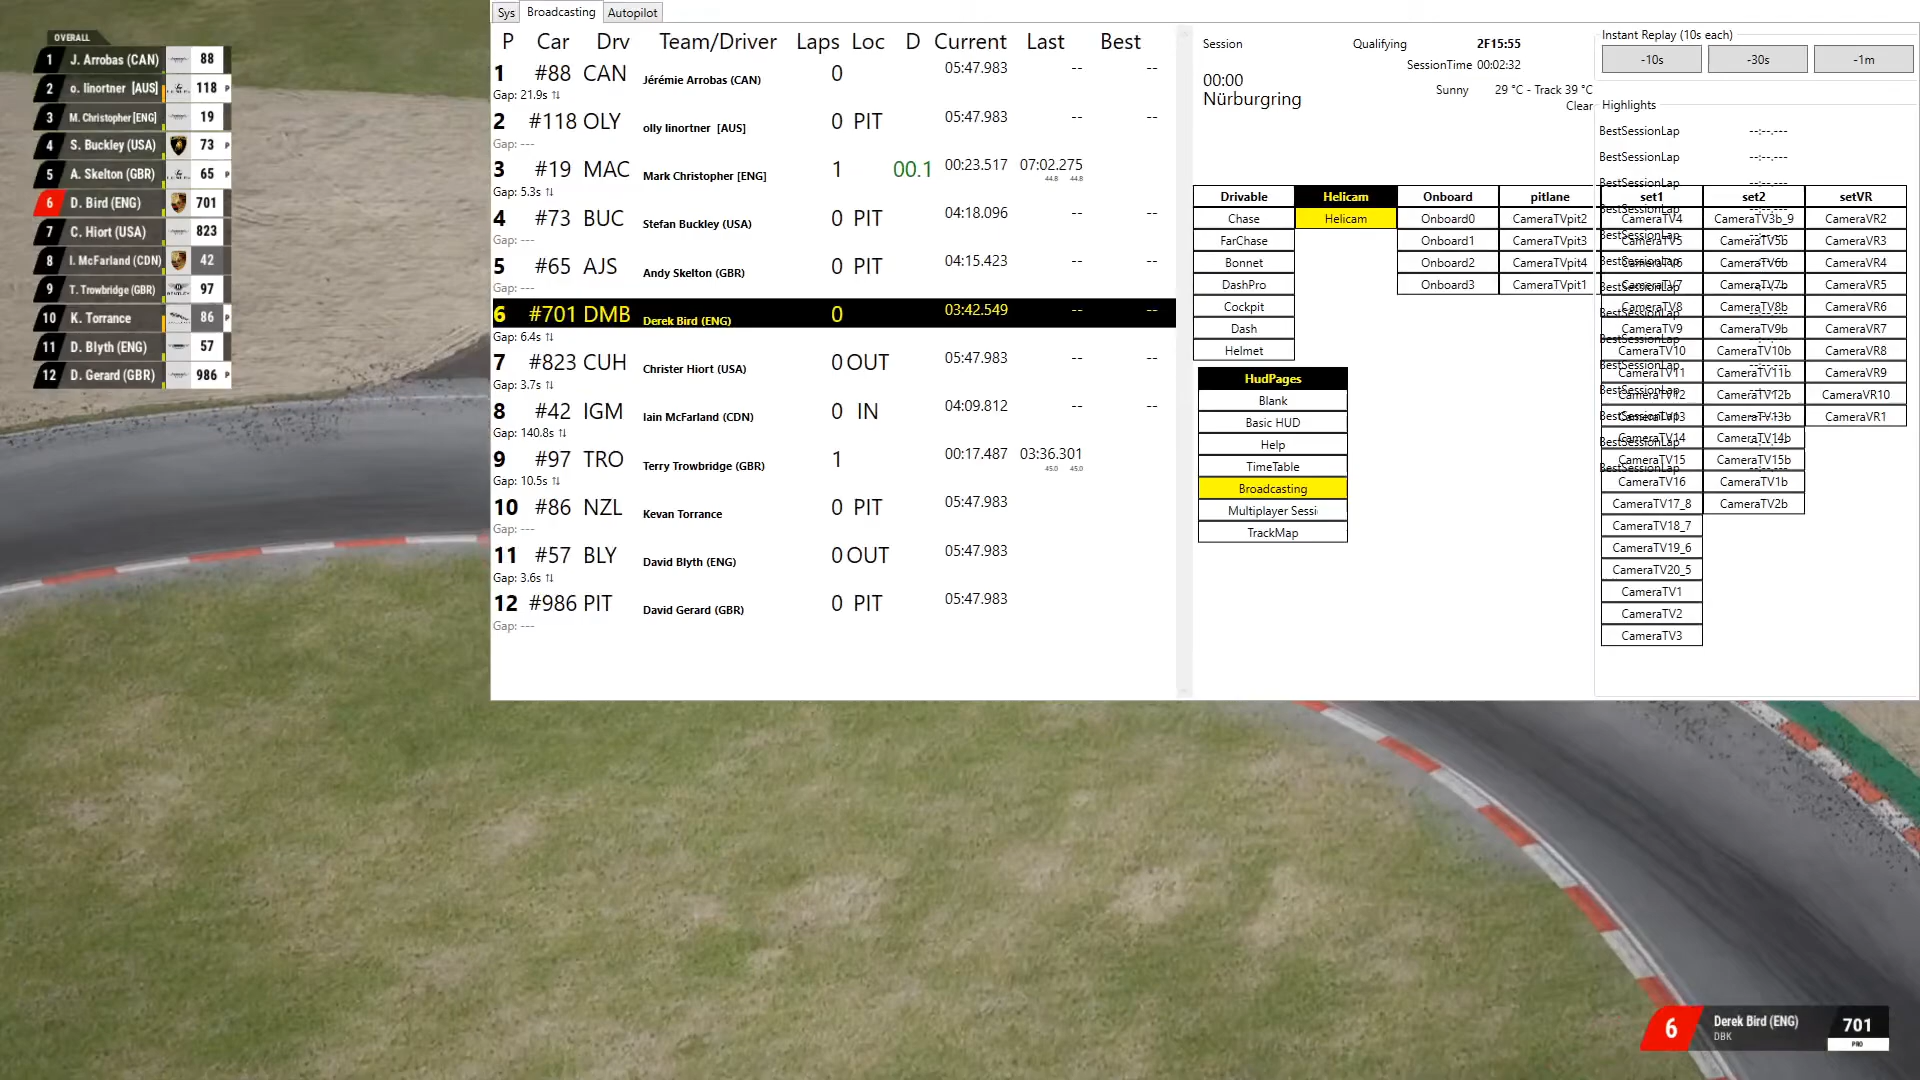 OVERALL
1 J. Arrobas (CAN) 88
2 o. linortner [AUS] 118 P
3 M. Christopher [ENG] 19
4 S. Buckley (USA) 73 P
5 A. Skelton (GBR) 65 P
6 D. Bird (ENG) 701
7 C. Hiort (USA) 823
8 I. McFarland (CDN) 42
9 T. Trowbridge (GBR) 97
10 K. Torrance 86 P
11 D. Blyth (ENG) 57
12 D. Gerard (GBR) 986 P
Sys Broadcasting Autopilot
P Car Drv Team/Driver Laps Loc D Current Last Best
1 #88 CAN Jérémie Arrobas (CAN) 0 05:47.983 -- --
Gap: 21.9s ⇅
2 #118 OLY olly linortner [AUS] 0 PIT 05:47.983 -- --
Gap: ---
3 #19 MAC Mark Christopher [ENG] 1 00.1 00:23.517 07:02.275
44.8 44.8
Gap: 5.3s ⇅
4 #73 BUC Stefan Buckley (USA) 0 PIT 04:18.096 -- --
Gap: ---
5 #65 AJS Andy Skelton (GBR) 0 PIT 04:15.423 -- --
Gap: ---
6 #701 DMB Derek Bird (ENG) 0 03:42.549 -- --
Gap: 6.4s ⇅
7 #823 CUH Christer Hiort (USA) 0 OUT 05:47.983 -- --
Gap: 3.7s ⇅
8 #42 IGM Iain McFarland (CDN) 0 IN 04:09.812 -- --
Gap: 140.8s ⇅
9 #97 TRO Terry Trowbridge (GBR) 1 00:17.487 03:36.301
45.0 45.0
Gap: 10.5s ⇅
10 #86 NZL Kevan Torrance 0 PIT 05:47.983
Gap: ---
11 #57 BLY David Blyth (ENG) 0 OUT 05:47.983
Gap: 3.6s ⇅
12 #986 PIT David Gerard (GBR) 0 PIT 05:47.983
Gap: ---
Session Qualifying 2F15:55
SessionTime 00:02:32
00:00
Nürburgring
Sunny 29 °C - Track 39 °C
Clear
Instant Replay (10s each)
-10s -30s -1m
Highlights
BestSessionLap --:--.---
BestSessionLap --:--.---
BestSessionLap
Drivable Helicam Onboard pitlane set1 set2 setVR
Chase Helicam Onboard0 CameraTVpit2 CameraTV4 CameraTV3b_9 CameraVR2
FarChase Onboard1 CameraTVpit3 CameraTV5 CameraTV5b CameraVR3
Bonnet Onboard2 CameraTVpit4 CameraTV6 CameraTV6b CameraVR4
DashPro Onboard3 CameraTVpit1 CameraTV7 CameraTV7b CameraVR5
Cockpit CameraTV8 CameraTV8b CameraVR6
Dash CameraTV9 CameraTV9b CameraVR7
Helmet CameraTV10 CameraTV10b CameraVR8
CameraTV11 CameraTV11b CameraVR9
CameraTV12 CameraTV12b CameraVR10
CameraTV13 CameraTV13b CameraVR1
CameraTV14 CameraTV14b
CameraTV15 CameraTV15b
CameraTV16 CameraTV1b
CameraTV17_8 CameraTV2b
CameraTV18_7
CameraTV19_6
CameraTV20_5
CameraTV1
CameraTV2
CameraTV3
HudPages
Blank
Basic HUD
Help
TimeTable
Broadcasting
Multiplayer Sessi
TrackMap
6 Derek Bird (ENG) 701
DBK PRO